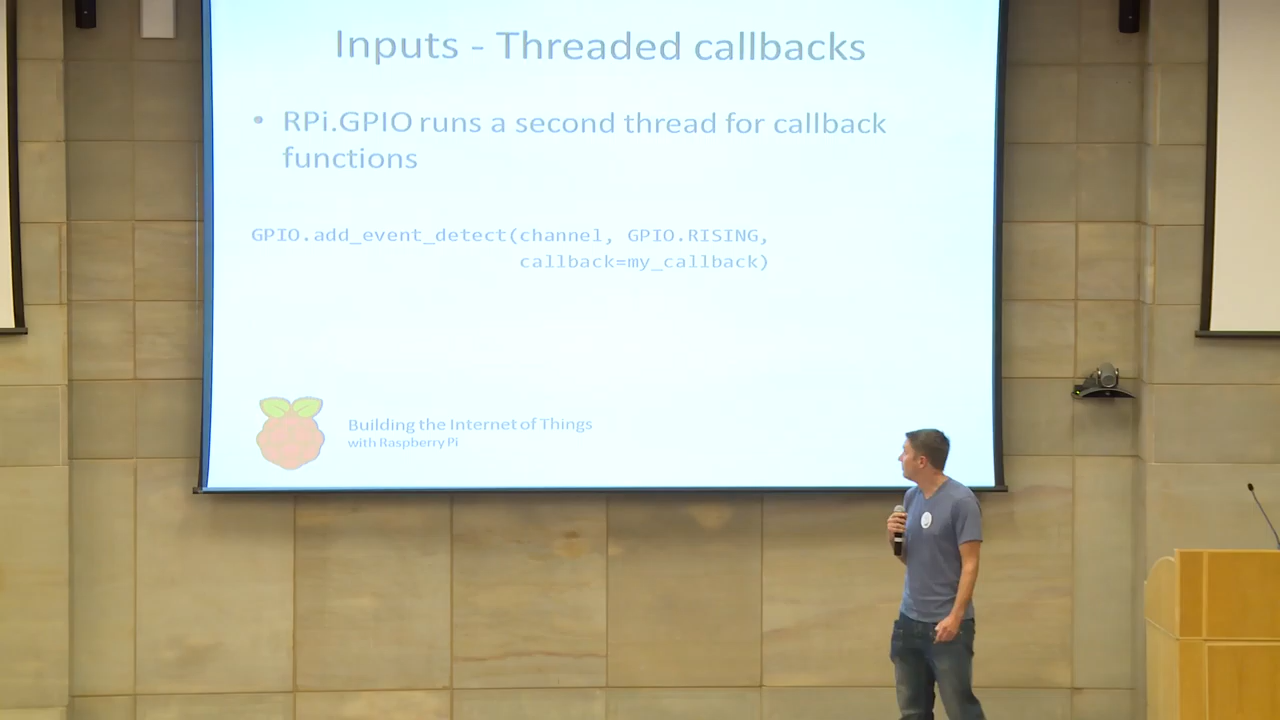 Inputs - Threaded callbacks
• RPi.GPIO runs a second thread for callback
functions
GPIO.add_event_detect(channel, GPIO.RISING,
callback=my_callback)
Building the Internet of Things
with Raspberry Pi